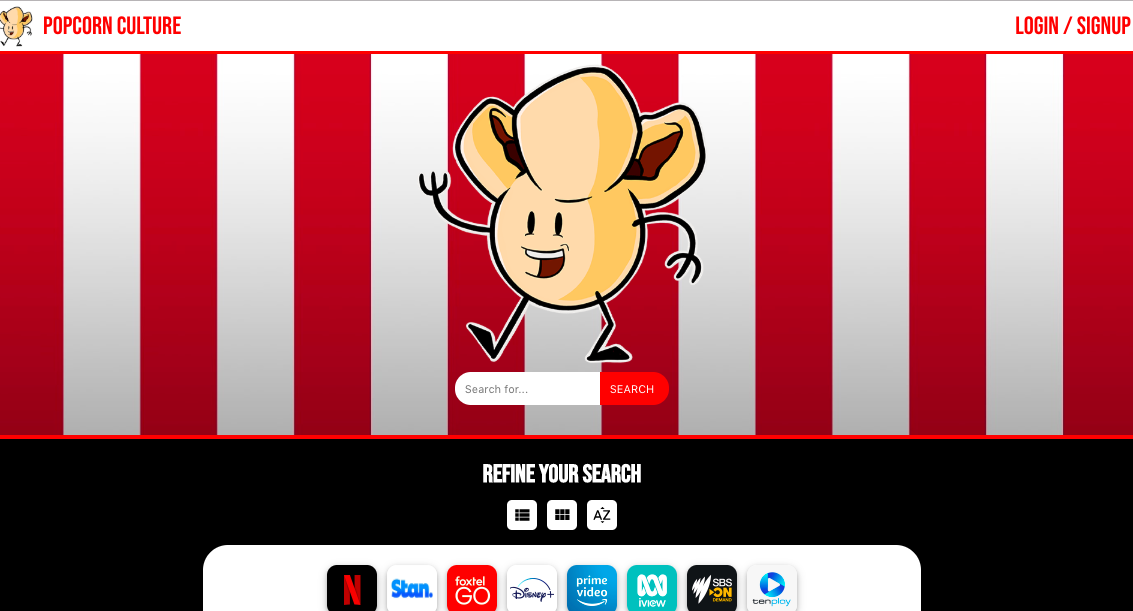 POPCORN CULTURE
LOGIN / SIGNUP
Search for...
SEARCH
REFINE YOUR SEARCH
AZ
N
Stan.
foxtel
GO
Disney+
prime
video
iview
SBS
ON
DEMAND
tenplay